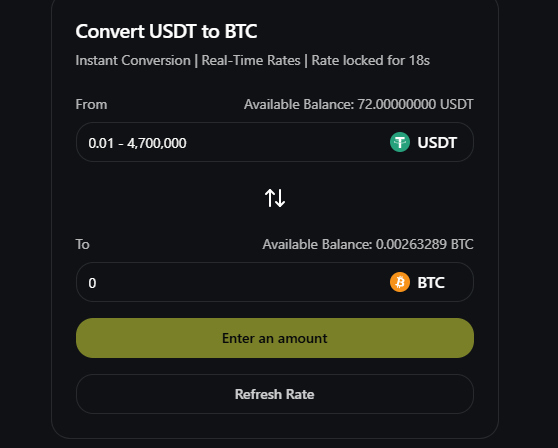 Convert USDT to BTC
Instant Conversion | Real-Time Rates | Rate locked for 18s
From Available Balance: 72.00000000 USDT
0.01 - 4,700,000 USDT
To Available Balance: 0.00263289 BTC
0 BTC
Enter an amount
Refresh Rate